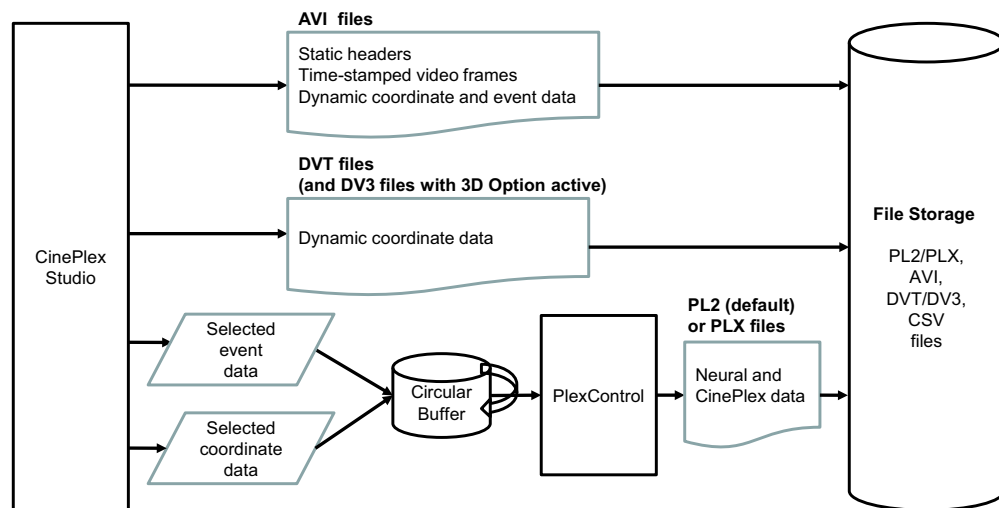 AVI files
Static headers
Time-stamped video frames
Dynamic coordinate and event data
DVT files
(and DV3 files with 3D Option active)
Dynamic coordinate data
CinePlex
Studio
File Storage
PL2/PLX,
AVI,
DVT/DV3,
CSV
files
Selected
event
data
Selected
coordinate
data
Circular
Buffer
PlexControl
PL2 (default)
or PLX files
Neural and
CinePlex data